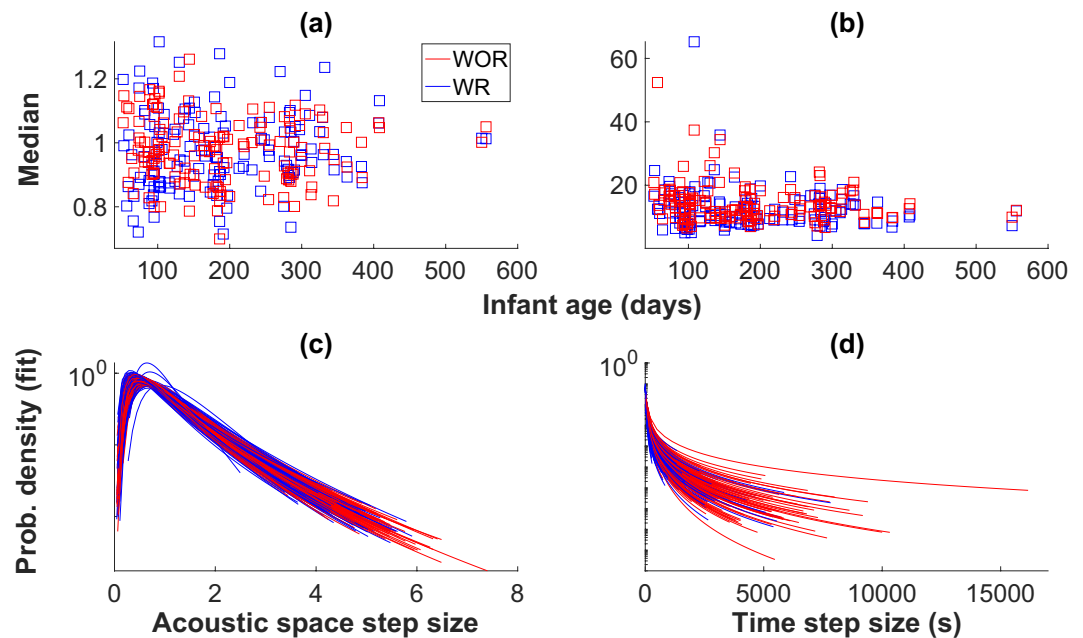 (a)
(b)
Median
1.2
1
0.8
100 200 300 400 500 600
WOR
WR
60
40
20
100 200 300 400 500 600
Infant age (days)
(c)
(d)
Prob. density (fit)
10^0
0 2 4 6 8
Acoustic space step size
10^0
0 5000 10000 15000
Time step size (s)